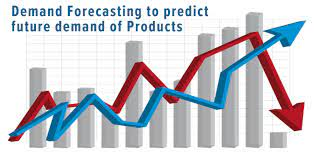 Demand Forecasting to predict
future demand of Products